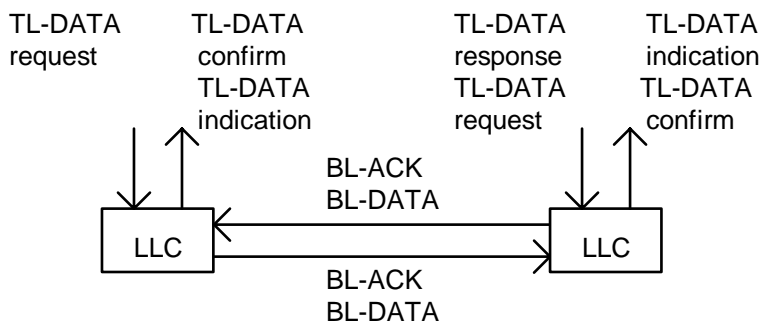 TL-DATA
request
TL-DATA
confirm
TL-DATA
indication
TL-DATA
response
TL-DATA
request
TL-DATA
indication
TL-DATA
confirm
BL-ACK
BL-DATA
LLC
LLC
BL-ACK
BL-DATA